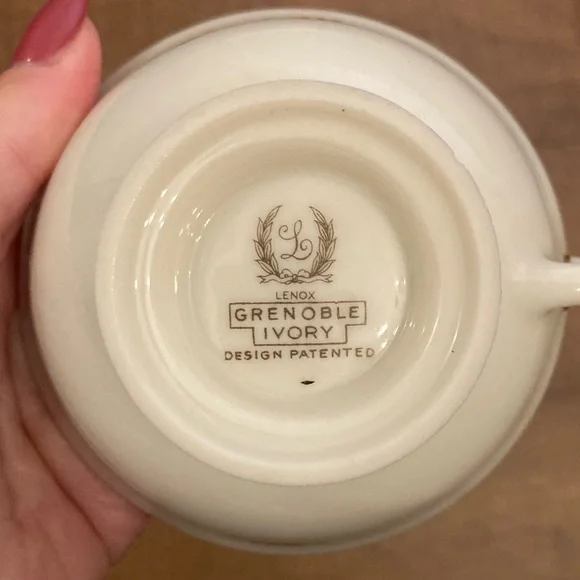 L
LENOX
GRENOBLE
IVORY
DESIGN PATENTED